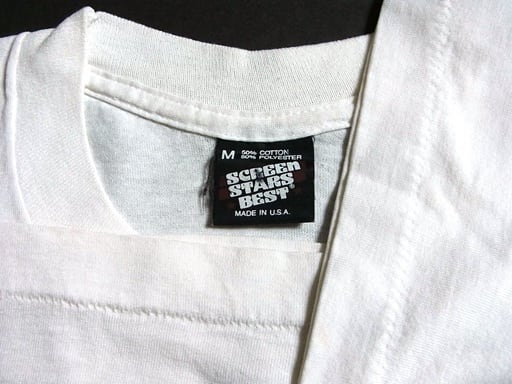 M 50% COTTON
50% POLYESTER
SCREEN
STARS
BEST®
MADE IN U.S.A.